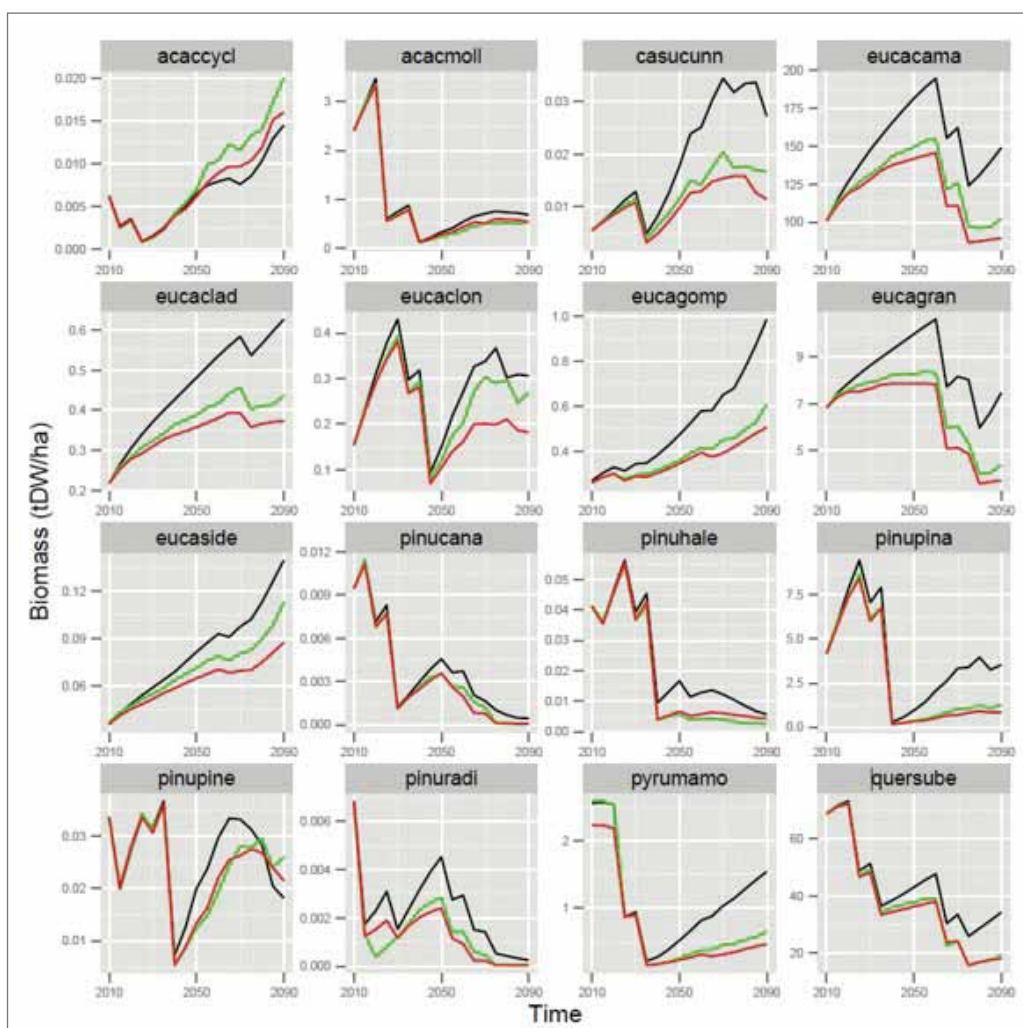 acaccycl
acacmoll
casucunn
eucacama
0.020
0.015
0.010
0.005
0.000
3
2
1
0
0.03
0.02
0.01
200
175
150
125
100
2010 2050 2090
2010 2050 2090
2010 2050 2090
2010 2050 2090
eucaclad
eucaclon
eucagomp
eucagran
0.6
0.5
0.4
0.3
0.2
0.4
0.3
0.2
0.1
1.0
0.8
0.6
0.4
9
8
7
6
5
4
2010 2050 2090
2010 2050 2090
2010 2050 2090
2010 2050 2090
eucaside
pinucana
pinuhale
pinupina
0.12
0.09
0.06
0.012
0.009
0.006
0.003
0.000
0.05
0.04
0.03
0.02
0.01
0.00
7.5
5.0
2.5
0.0
2010 2050 2090
2010 2050 2090
2010 2050 2090
2010 2050 2090
pinupine
pinuradi
pyrumamo
quersube
0.03
0.02
0.01
0.006
0.004
0.002
0.000
2
1
60
40
20
2010 2050 2090
2010 2050 2090
2010 2050 2090
2010 2050 2090
Biomass (tDW/ha)
Time